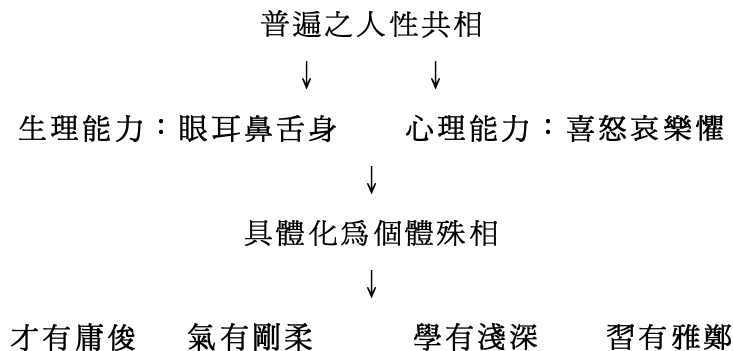 普遍之人性共相
↓ ↓
生理能力：眼耳鼻舌身 心理能力：喜怒哀樂懼
↓
具體化爲個體殊相
↓
才有庸俊 氣有剛柔 學有淺深 習有雅鄭